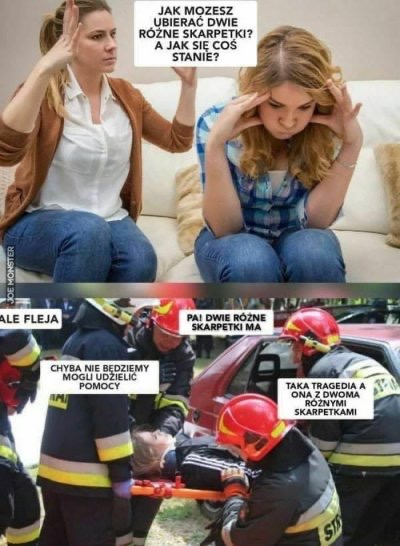 JAK MOZESZ
UBIERAĆ DWIE
RÓŻNE SKARPETKI?
A JAK SIĘ COŚ
STANIE?
JOE MONSTER
ALE FLEJA
PA! DWIE RÓŻNE
SKARPETKI MA
CHYBA NIE BĘDZIEMY
MOGLI UDZIELIĆ
POMOCY
TAKA TRAGEDIA A
ONA Z DWOMA
RÓŻNYMI
SKARPETKAMI